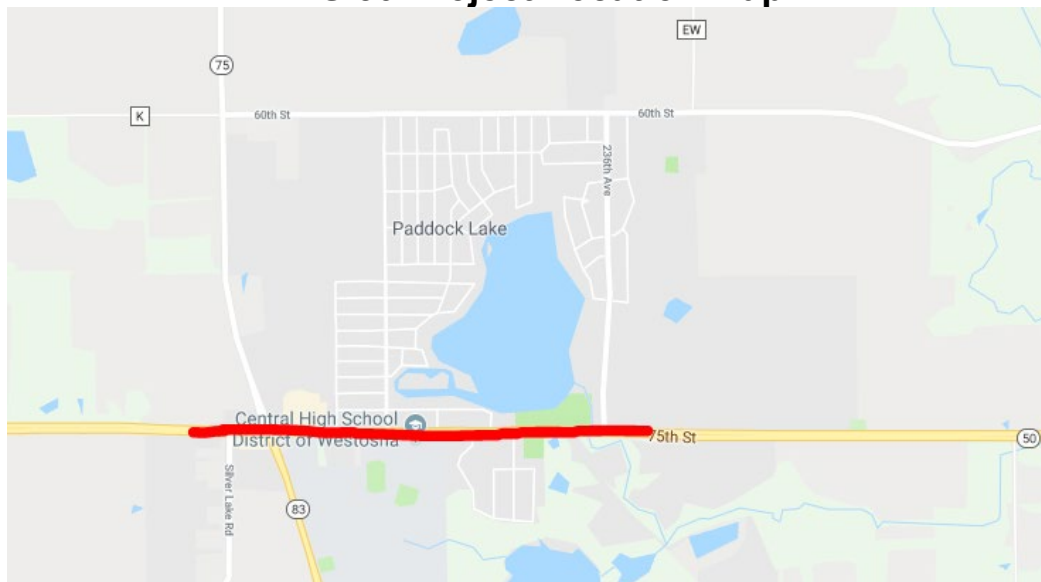 EW
75
K
60th St
60th St
236th Ave
Paddock Lake
Central High School
District of Westosha
75th St
50
Silver Lake Rd
83